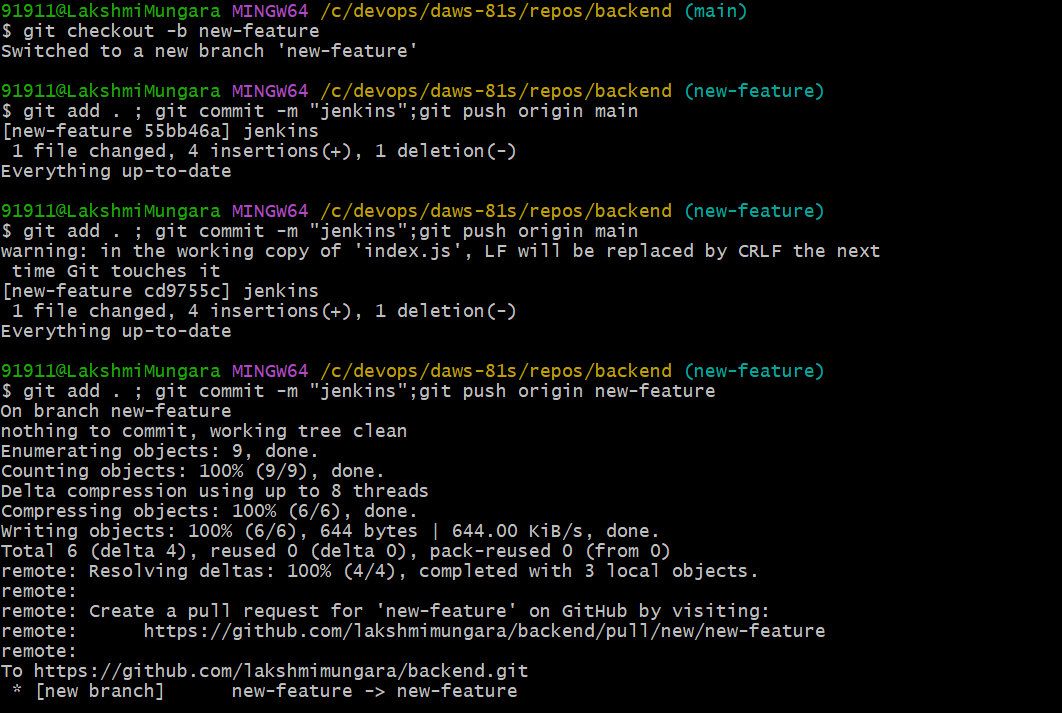 91911@LakshmiMungara MINGW64 /c/devops/daws-81s/repos/backend (main)
$ git checkout -b new-feature
Switched to a new branch 'new-feature'
91911@LakshmiMungara MINGW64 /c/devops/daws-81s/repos/backend (new-feature)
$ git add . ; git commit -m "jenkins";git push origin main
[new-feature 55bb46a] jenkins
 1 file changed, 4 insertions(+), 1 deletion(-)
Everything up-to-date
91911@LakshmiMungara MINGW64 /c/devops/daws-81s/repos/backend (new-feature)
$ git add . ; git commit -m "jenkins";git push origin main
warning: in the working copy of 'index.js', LF will be replaced by CRLF the next
 time Git touches it
[new-feature cd9755c] jenkins
 1 file changed, 4 insertions(+), 1 deletion(-)
Everything up-to-date
91911@LakshmiMungara MINGW64 /c/devops/daws-81s/repos/backend (new-feature)
$ git add . ; git commit -m "jenkins";git push origin new-feature
On branch new-feature
nothing to commit, working tree clean
Enumerating objects: 9, done.
Counting objects: 100% (9/9), done.
Delta compression using up to 8 threads
Compressing objects: 100% (6/6), done.
Writing objects: 100% (6/6), 644 bytes | 644.00 KiB/s, done.
Total 6 (delta 4), reused 0 (delta 0), pack-reused 0 (from 0)
remote: Resolving deltas: 100% (4/4), completed with 3 local objects.
remote:
remote: Create a pull request for 'new-feature' on GitHub by visiting:
remote:      https://github.com/lakshmimungara/backend/pull/new/new-feature
remote:
To https://github.com/lakshmimungara/backend.git
 * [new branch]      new-feature -> new-feature